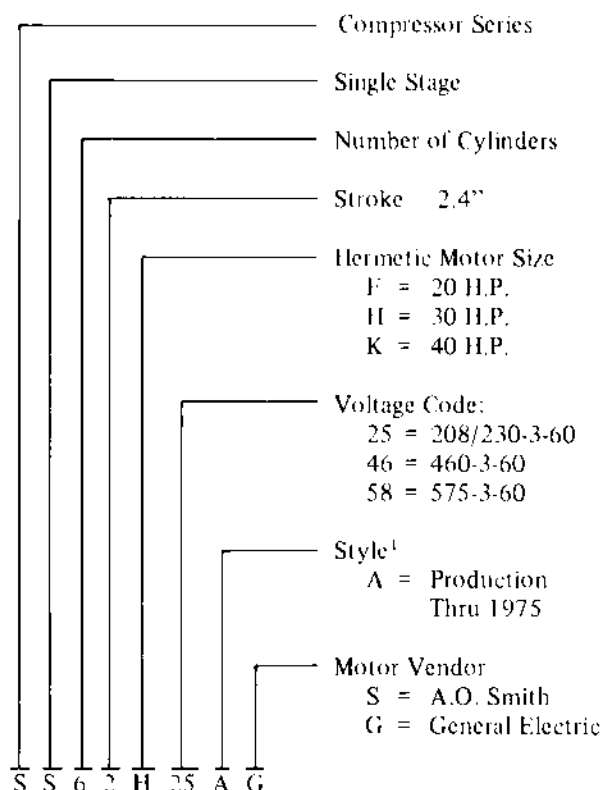 Compressor Series
Single Stage
Number of Cylinders
Stroke 2.4”
Hermetic Motor Size
F = 20 H.P.
H = 30 H.P.
K = 40 H.P.
Voltage Code:
25 = 208/230-3-60
46 = 460-3-60
58 = 575-3-60
Style¹
A = Production
Thru 1975
Motor Vendor
S = A.O. Smith
G = General Electric
S S 6 2 H 25 A G